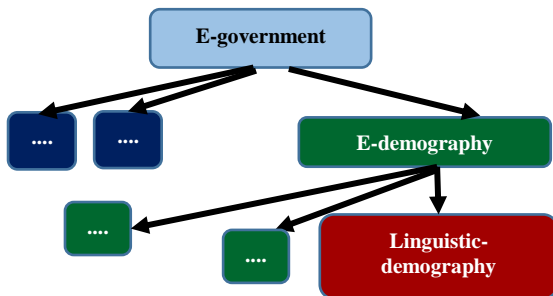 E-government
....
....
E-demography
....
....
Linguistic-
demography